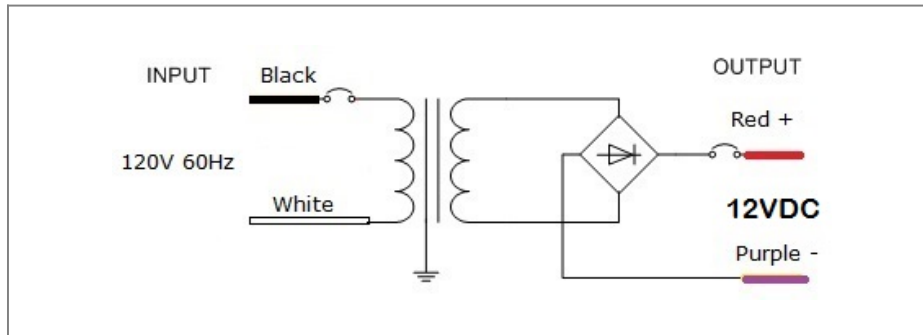 INPUT
Black
120V 60Hz
White
OUTPUT
Red +
12VDC
Purple -